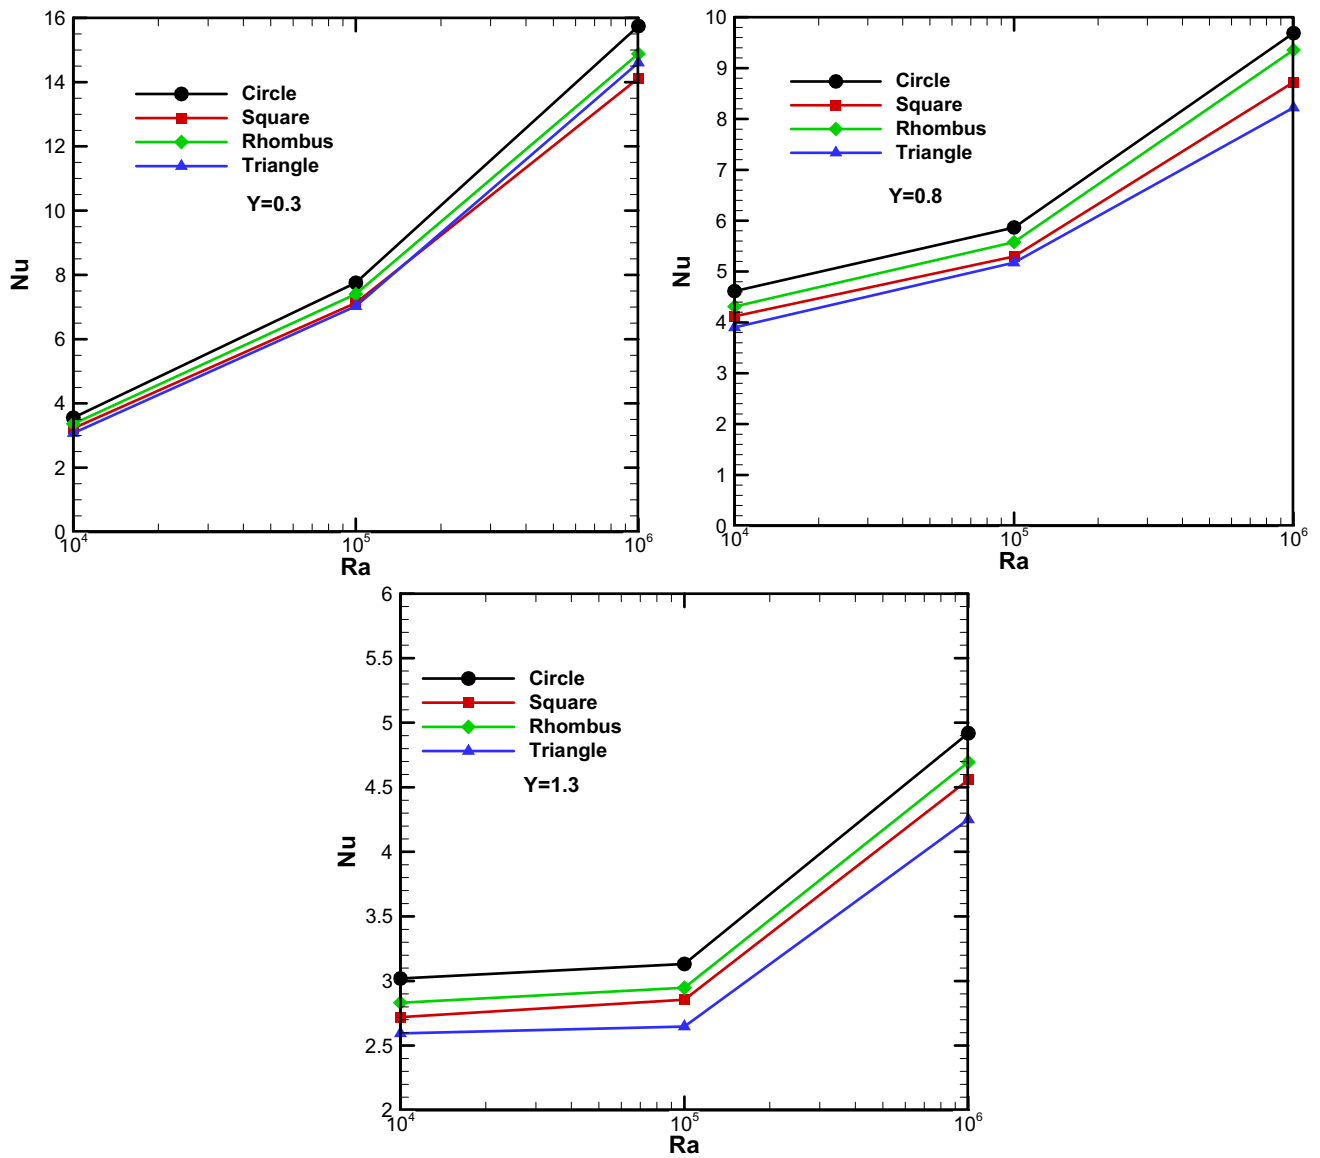 16
14
12
10
8
6
4
2
0
Nu
Circle
Square
Rhombus
Triangle
Y=0.3
10⁴
10⁵
10⁶
Ra
10
9
8
7
6
5
4
3
2
1
0
Nu
Circle
Square
Rhombus
Triangle
Y=0.8
10⁴
10⁵
10⁶
Ra
6
5.5
5
4.5
4
3.5
3
2.5
2
Nu
Circle
Square
Rhombus
Triangle
Y=1.3
10⁴
10⁵
10⁶
Ra